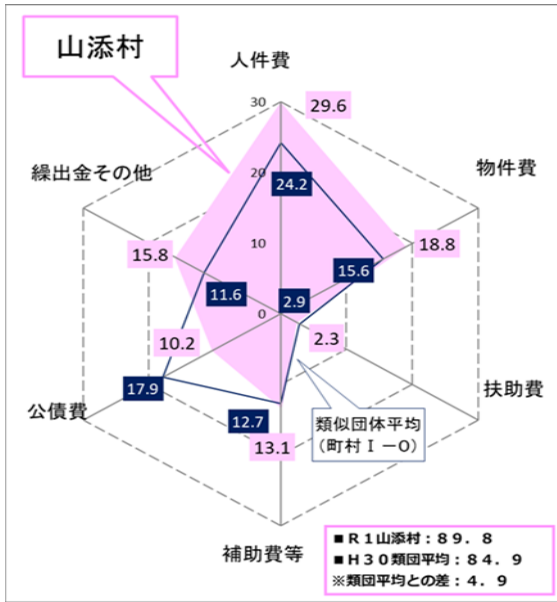 山添村
人件費
30
29.6
繰出金その他
20
24.2
物件費
10
18.8
15.8
15.6
11.6
2.9
0
10.2
2.3
17.9
公債費
扶助費
12.7
13.1
類似団体平均
(町村Ⅰ－0)
補助費等
■R1山添村：89.8
■H30類団平均：84.9
※類団平均との差：4.9